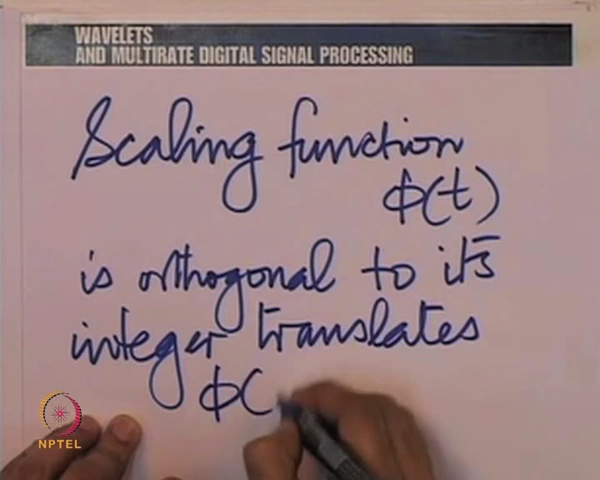 WAVELETS
AND MULTIRATE DIGITAL SIGNAL PROCESSING
Scaling function
ϕ(t)
is orthogonal to its
integer translates
ϕ(
NPTEL